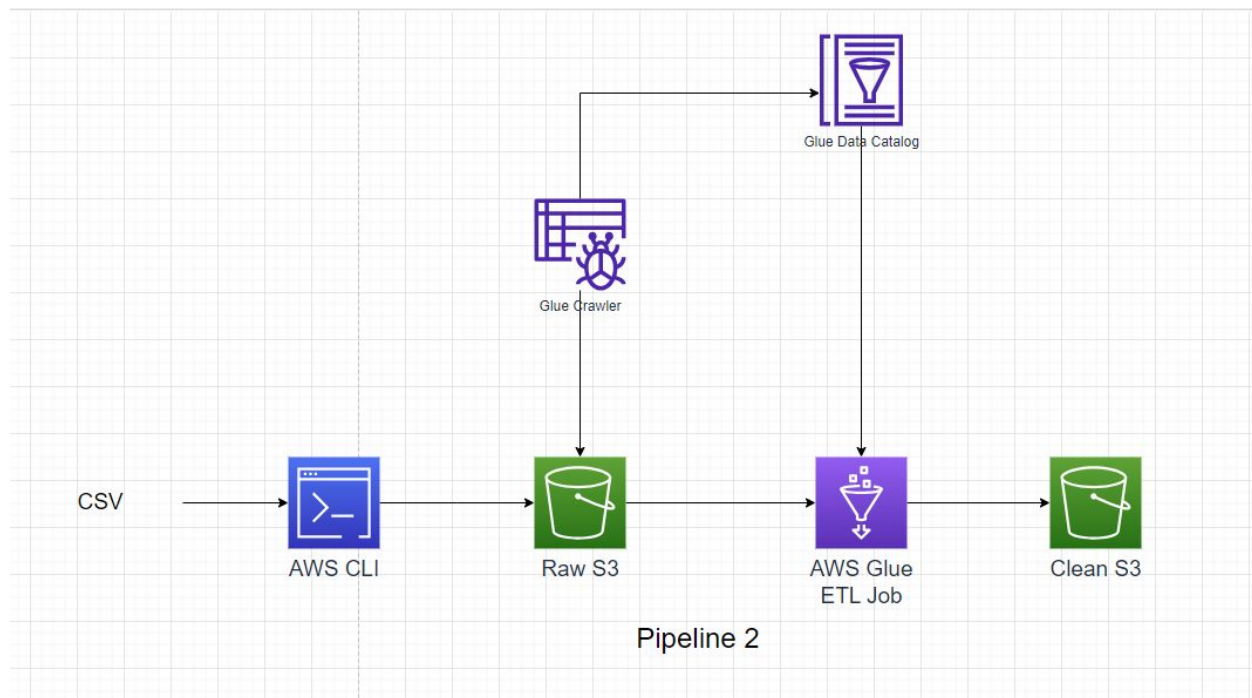 Glue Data Catalog
Glue Crawler
CSV
AWS CLI
Raw S3
AWS Glue
ETL Job
Clean S3
Pipeline 2